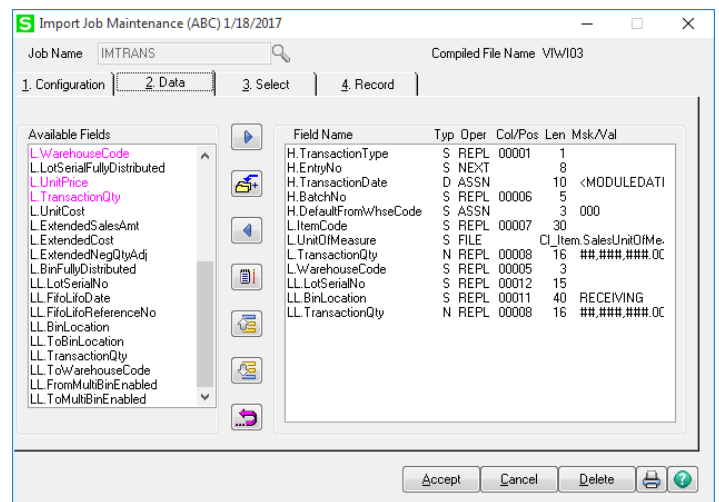 S Import Job Maintenance (ABC) 1/18/2017
Job Name IMTRANS Compiled File Name VIWI03
1. Configuration 2. Data 3. Select 4. Record
Available Fields
L.WarehouseCode
L.LotSerialFullyDistributed
L.UnitPrice
L.TransactionQty
L.UnitCost
L.ExtendedSalesAmt
L.ExtendedCost
L.ExtendedNegQtyAdj
L.BinFullyDistributed
LL.LotSerialNo
LL.FifoLifoDate
LL.FifoLifoReferenceNo
LL.BinLocation
LL.ToBinLocation
LL.TransactionQty
LL.ToWarehouseCode
LL.FromMultiBinEnabled
LL.ToMultiBinEnabled
Field Name Typ Oper Col/Pos Len Msk/Val
H.TransactionType S REPL 00001 1
H.EntryNo S NEXT 8
H.TransactionDate D ASSN 10 <MODULEDATI
H.BatchNo S REPL 00006 5
H.DefaultFromWhseCode S ASSN 3 000
L.ItemCode S REPL 00007 30
L.UnitOfMeasure S FILE CI_Item.SalesUnitOfMe
L.TransactionQty N REPL 00008 16 ##,###,###.00
L.WarehouseCode S REPL 00005 3
LL.LotSerialNo S REPL 00012 15
LL.BinLocation S REPL 00011 40 RECEIVING
LL.TransactionQty N REPL 00008 16 ##,###,###.00
Accept Cancel Delete